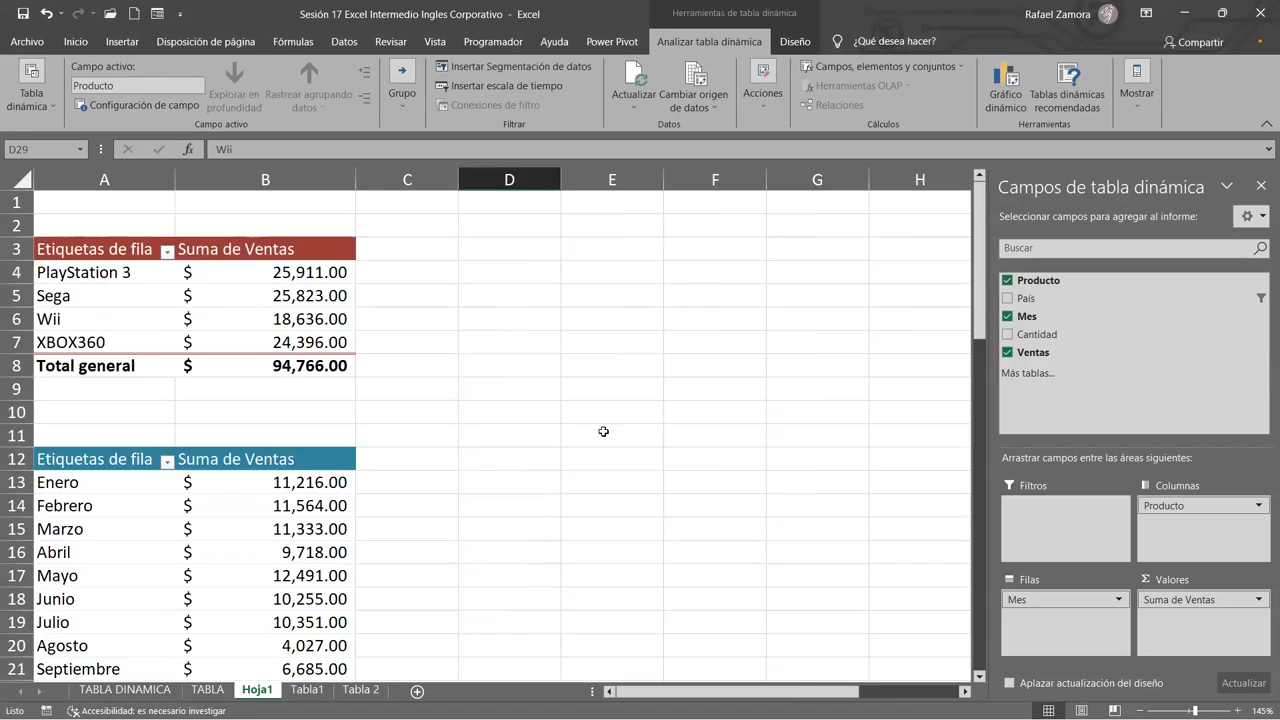 Sesión 17 Excel Intermedio Ingles Corporativo - Excel
Herramientas de tabla dinámica
Rafael Zamora
Archivo Inicio Insertar Disposición de página Fórmulas Datos Revisar Vista Programador Ayuda Power Pivot Analizar tabla dinámica Diseño ¿Qué desea hacer? Compartir
Tabla dinámica
Campo activo:
Producto
Configuración de campo
Explorar en profundidad
Rastrear agrupando datos
Campo activo
Grupo
Insertar Segmentación de datos
Insertar escala de tiempo
Conexiones de filtro
Filtrar
Actualizar
Cambiar origen de datos
Datos
Acciones
Campos, elementos y conjuntos
Herramientas OLAP
Relaciones
Cálculos
Gráfico dinámico
Tablas dinámicas recomendadas
Herramientas
Mostrar
D29 fx Wii
A B C D E F G H
1
2
3 Etiquetas de fila Suma de Ventas
4 PlayStation 3 $ 25,911.00
5 Sega $ 25,823.00
6 Wii $ 18,636.00
7 XBOX360 $ 24,396.00
8 Total general $ 94,766.00
9
10
11
12 Etiquetas de fila Suma de Ventas
13 Enero $ 11,216.00
14 Febrero $ 11,564.00
15 Marzo $ 11,333.00
16 Abril $ 9,718.00
17 Mayo $ 12,491.00
18 Junio $ 10,255.00
19 Julio $ 10,351.00
20 Agosto $ 4,027.00
21 Septiembre $ 6,685.00
Campos de tabla dinámica
Seleccionar campos para agregar al informe:
Buscar
Producto
País
Mes
Cantidad
Ventas
Más tablas...
Arrastrar campos entre las áreas siguientes:
Filtros
Columnas
Producto
Filas
Mes
Σ Valores
Suma de Ventas
Aplazar actualización del diseño Actualizar
TABLA DINAMICA TABLA Hoja1 Tabla1 Tabla 2
Accesibilidad: es necesario investigar
145%